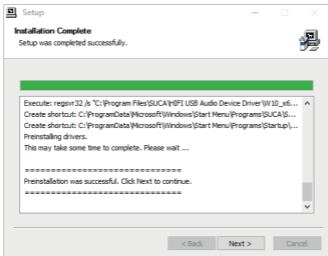 Setup
Installation Complete
Setup was completed successfully.
Execute: regsvr32 /s "C:\Program Files\SUCA\HIFI USB Audio Device Driver\W10_x6...
Create shortcut: C:\ProgramData\Microsoft\Windows\Start Menu\Programs\SUCA\S...
Create shortcut: C:\ProgramData\Microsoft\Windows\Start Menu\Programs\Startup\...
Preinstalling drivers.
This may take some time to complete. Please wait ...
==============================
Preinstallation was successful. Click Next to continue.
==============================
< Back
Next >
Cancel